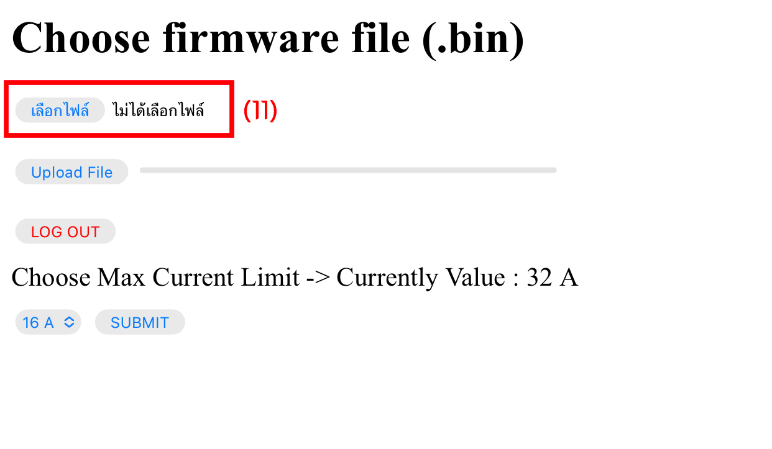 Choose firmware file (.bin)
เลือกไฟล์ ไม่ได้เลือกไฟล์ (11)
Upload File
LOG OUT
Choose Max Current Limit -> Currently Value : 32 A
16 A SUBMIT